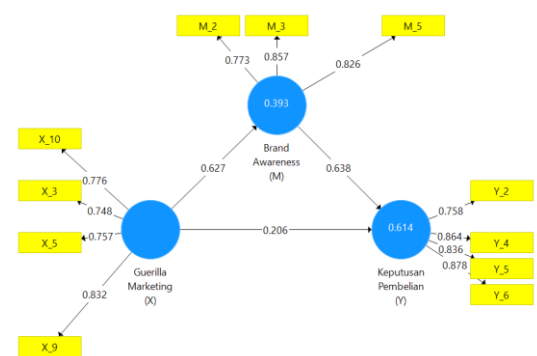 M_2
M_3
M_5
0.773
0.857
0.826
0.393
Brand
Awareness
(M)
X_10
X_3
X_5
X_9
0.776
0.748
0.757
0.832
0.627
0.638
0.206
Guerilla
Marketing
(X)
0.614
Keputusan
Pembelian
(Y)
0.758
0.864
0.836
0.878
Y_2
Y_4
Y_5
Y_6